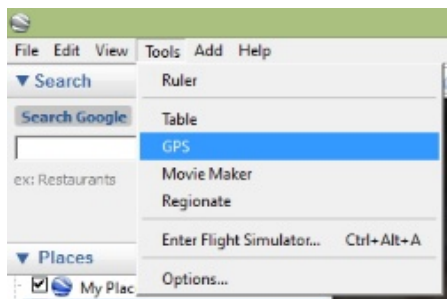 File Edit View Tools Add Help
Search
Search Google
ex: Restaurants
Places
My Plac
Ruler
Table
GPS
Movie Maker
Regionate
Enter Flight Simulator... Ctrl+Alt+A
Options...